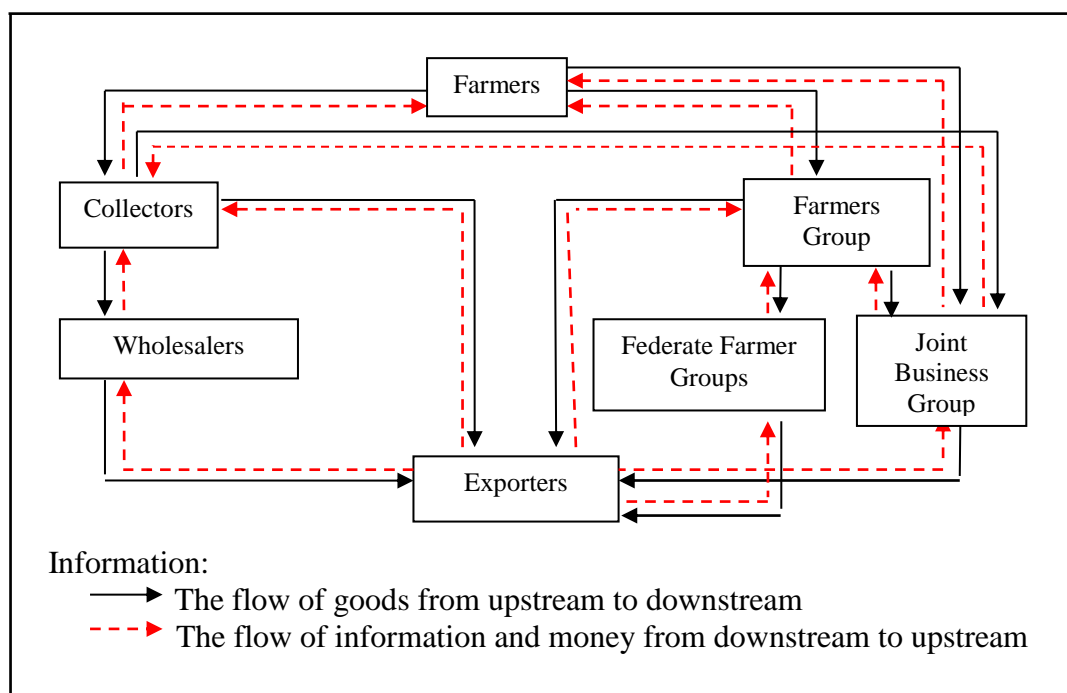 Farmers
Collectors
Farmers
Group
Wholesalers
Federate Farmer
Groups
Joint
Business
Group
Exporters
Information:
The flow of goods from upstream to downstream
The flow of information and money from downstream to upstream